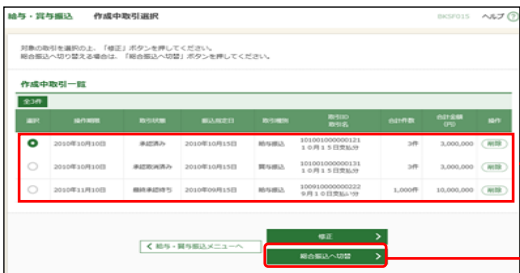 給与・賞与振込 作成中取引選択 BKSF015 ヘルプ ?
対象の取引を選択の上、「修正」ボタンを押してください。
総合振込へ切り替える場合は、「総合振込へ切替」ボタンを押してください。
作成中取引一覧
全3件
選択 操作期限 取引状態 振込指定日 取引種別 取引ID 取引名 合計件数 合計金額 (円) 操作
2010年10月10日 承認済み 2010年10月15日 給与振込 101001000000121 3件 3,000,000 削除
10月15日支払分
2010年10月10日 承認取消済み 2010年10月15日 賞与振込 101001000000131 3件 3,000,000 削除
10月15日支払分
2010年11月10日 最終承認待ち 2010年09月15日 給与振込 100910000000222 1,000件 10,000,000 削除
9月10日支払い分
修正
給与・賞与振込メニューへ
総合振込へ切替